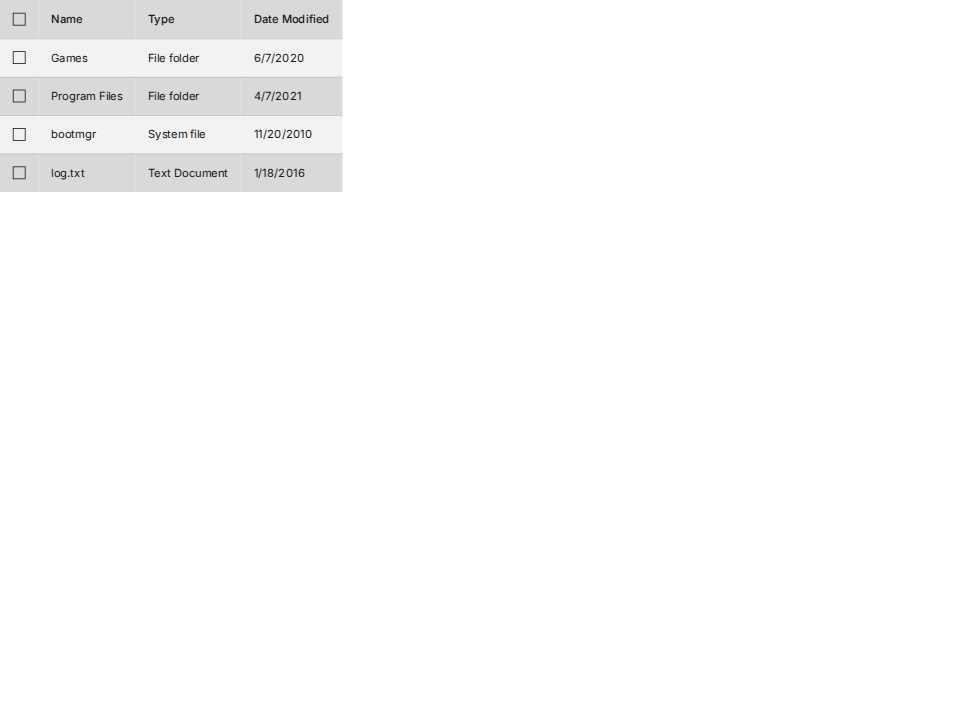 Name Type Date Modified
Games File folder 6/7/2020
Program Files File folder 4/7/2021
bootmgr System file 11/20/2010
log.txt Text Document 1/18/2016